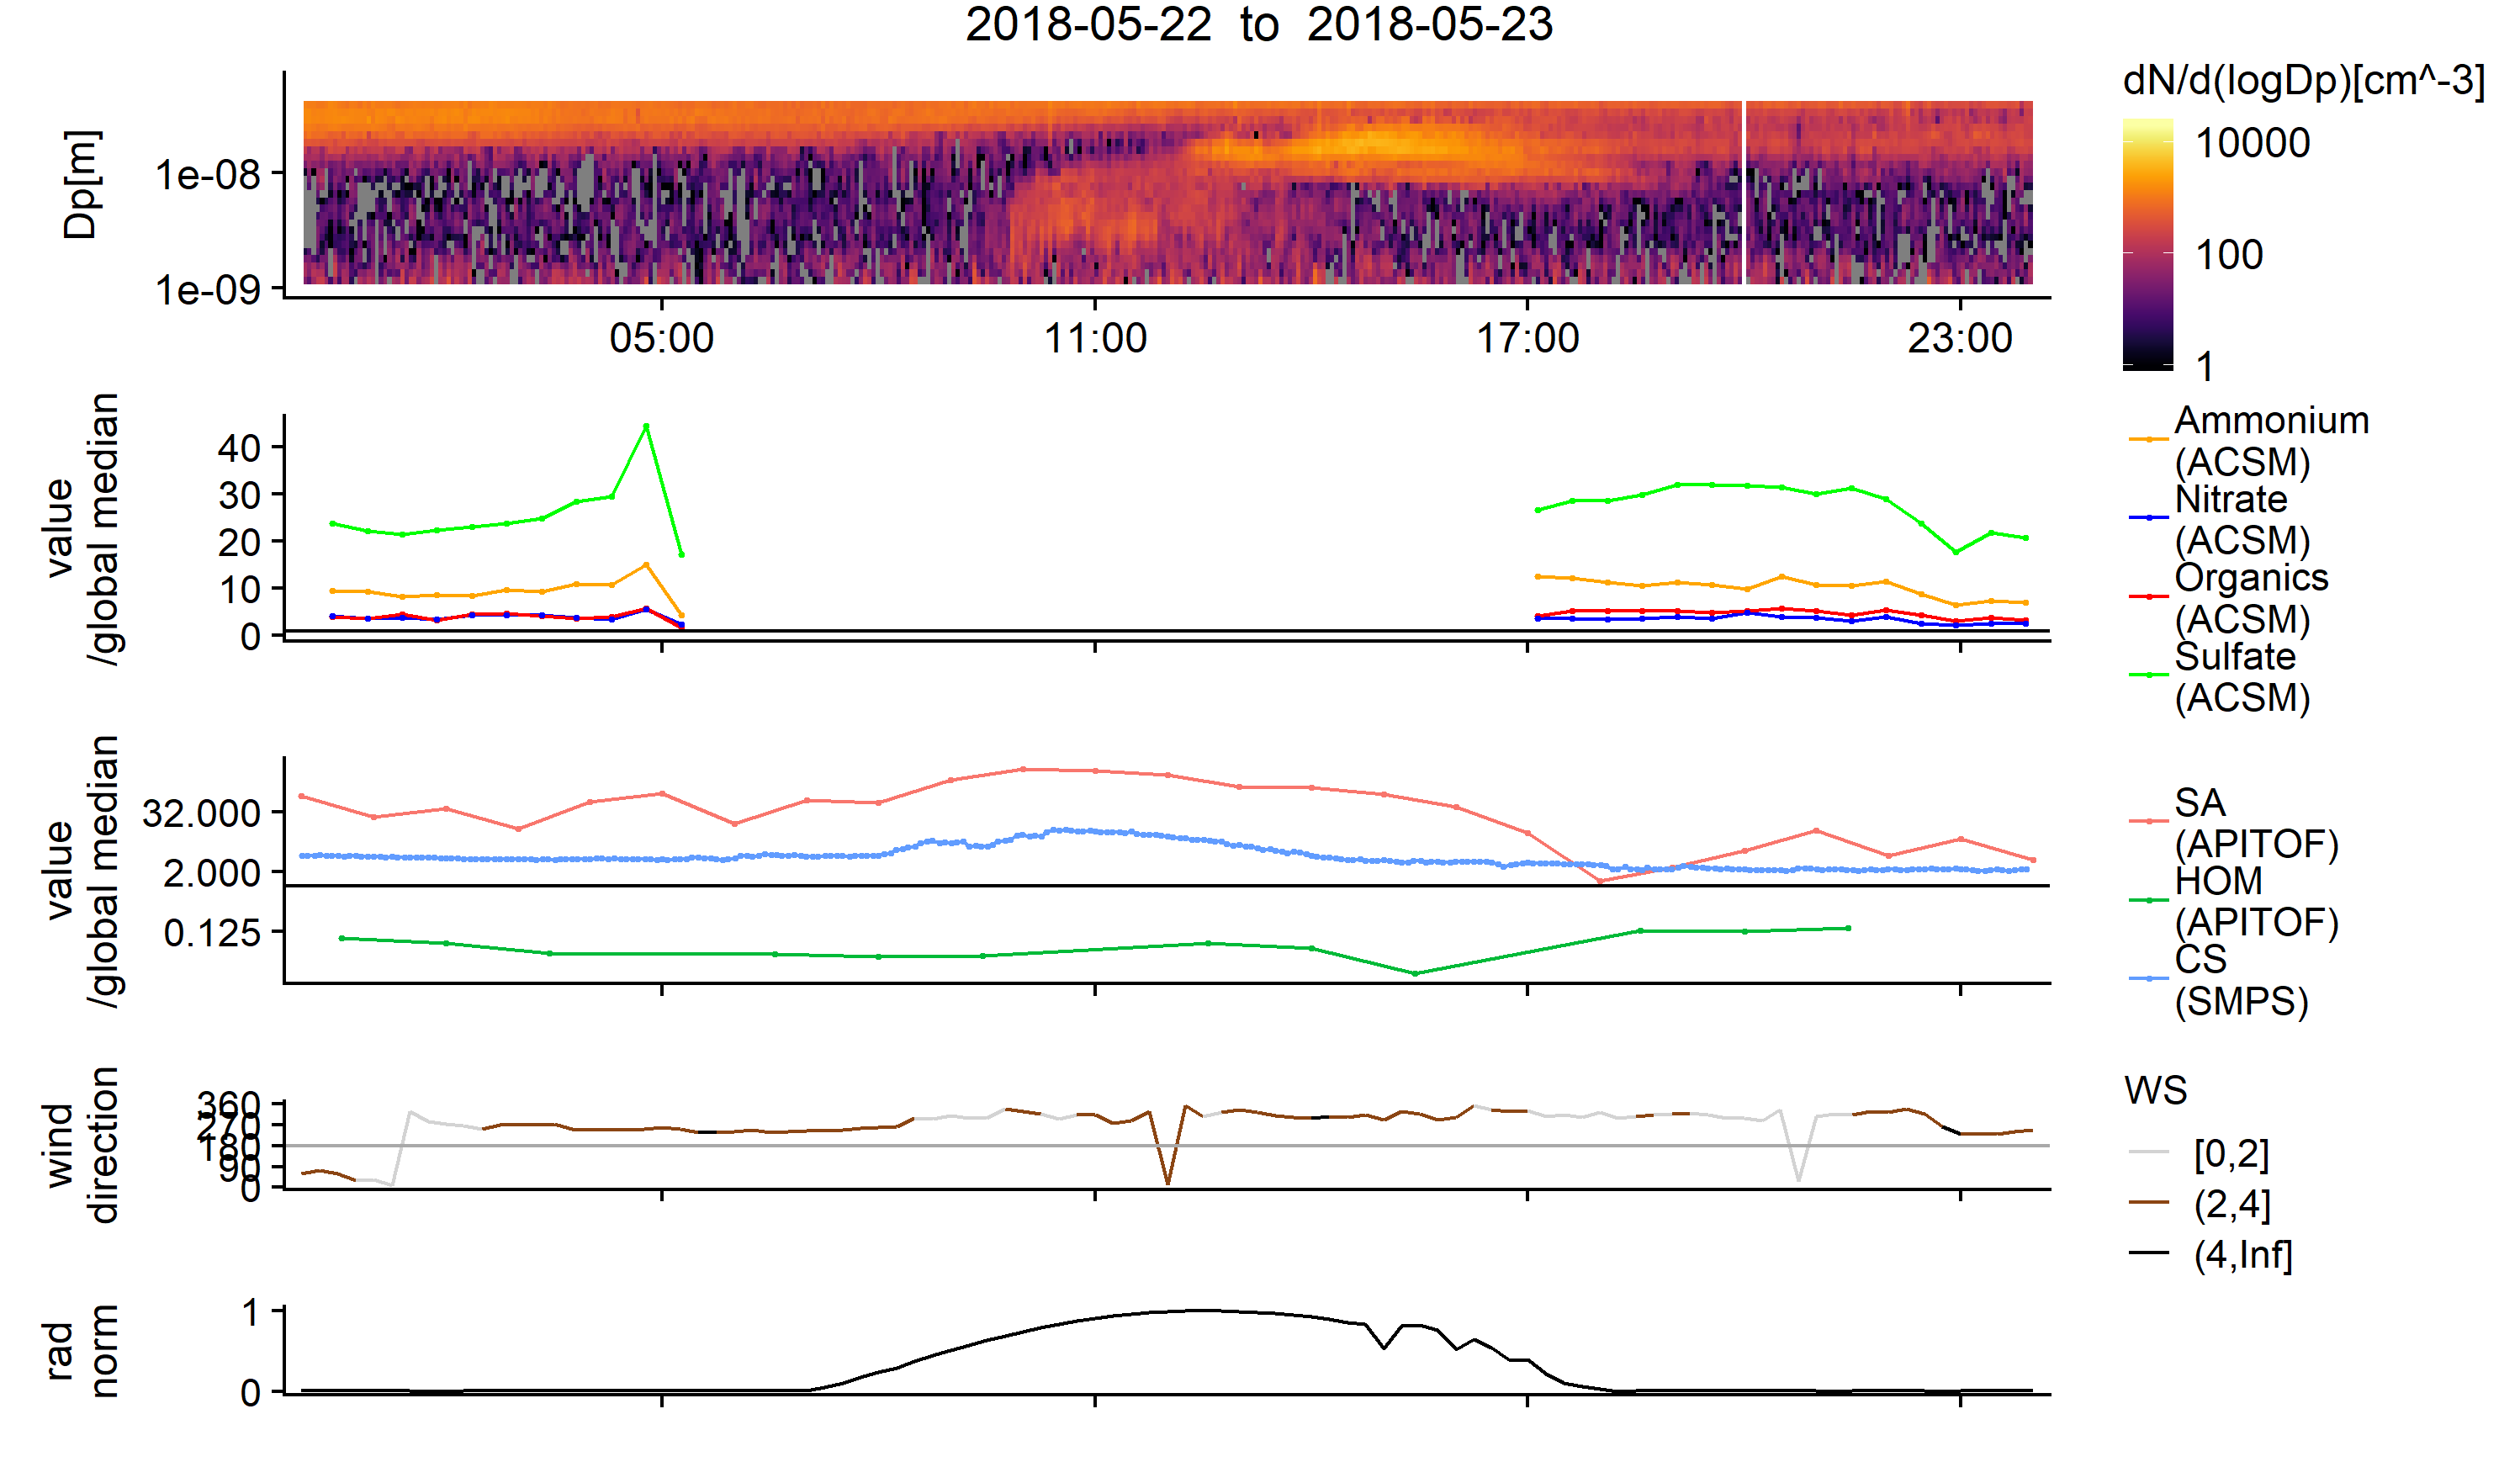 2018-05-22 to 2018-05-23
Dp[m]
1e-08
1e-09
05:00
11:00
17:00
23:00
dN/d(logDp)[cm^-3]
10000
100
1
value
/global median
40
30
20
10
0
Ammonium
(ACSM)
Nitrate
(ACSM)
Organics
(ACSM)
Sulfate
(ACSM)
value
/global median
32.000
2.000
0.125
SA
(APITOF)
HOM
(APITOF)
CS
(SMPS)
wind
direction
360
270
180
90
0
WS
[0,2]
(2,4]
(4,Inf]
rad
norm
1
0